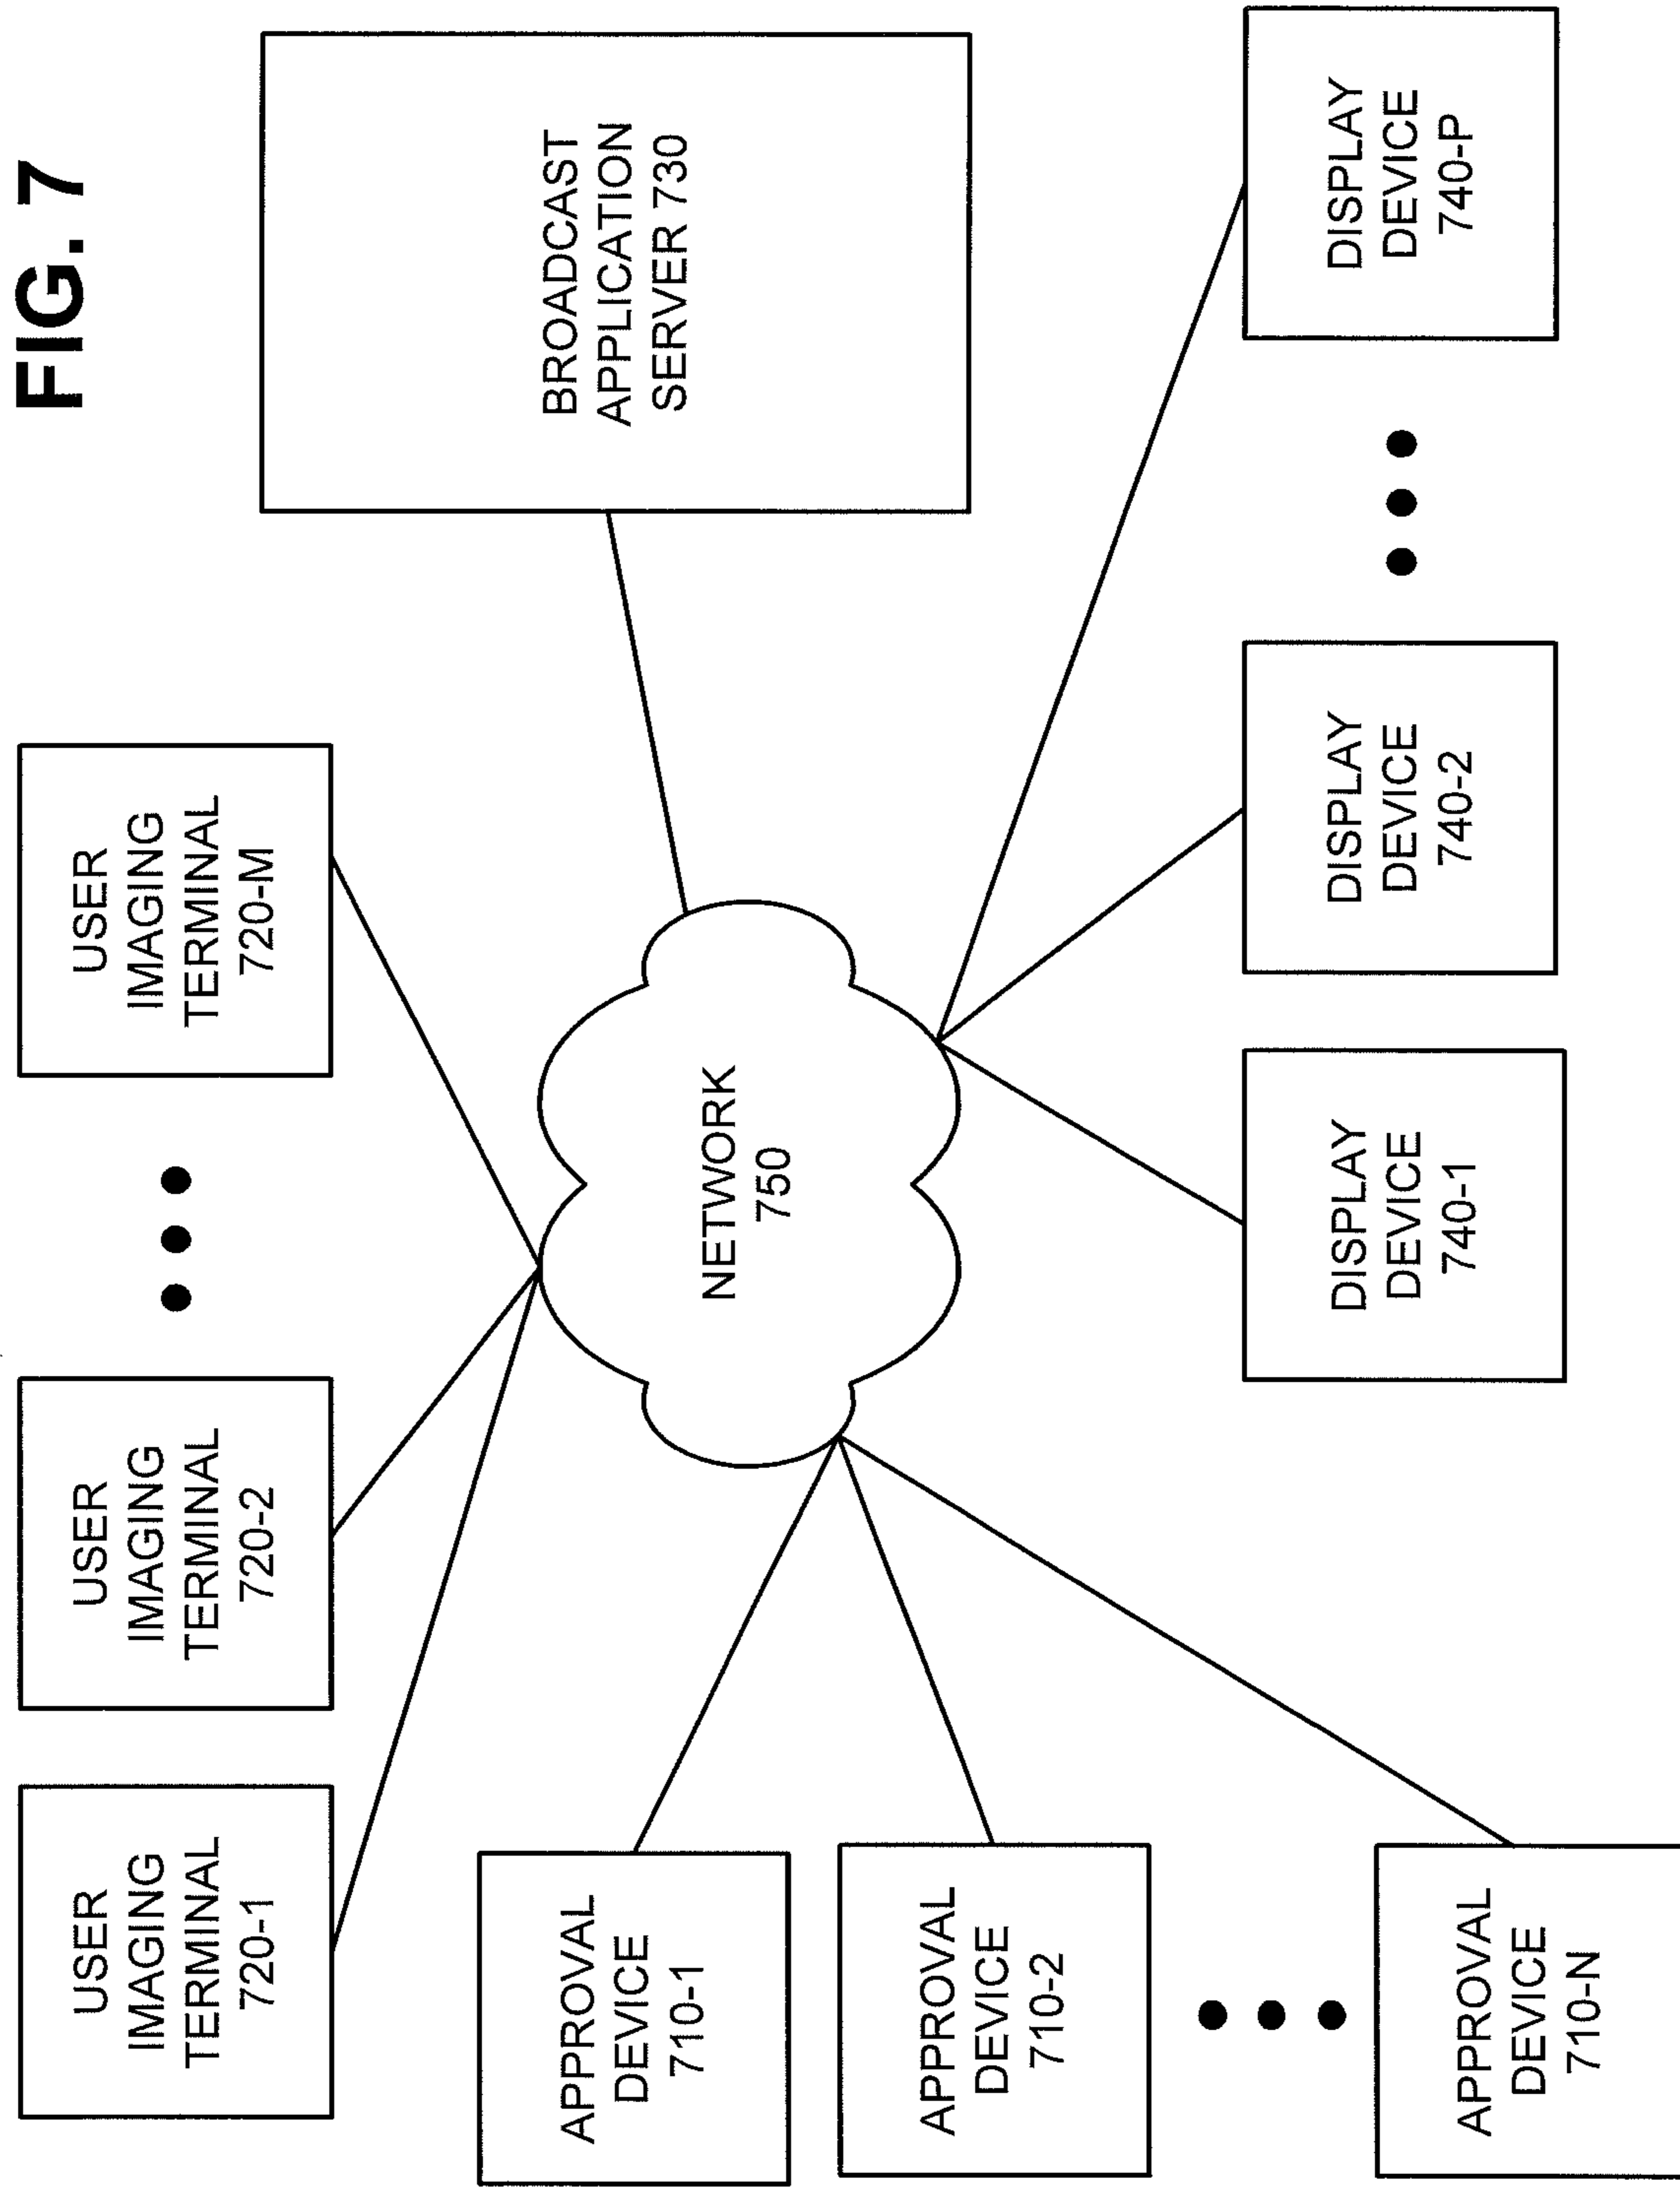 FIG. 7
USER
IMAGING
TERMINAL
720-1
USER
IMAGING
TERMINAL
720-2
USER
IMAGING
TERMINAL
720-M
APPROVAL
DEVICE
710-1
APPROVAL
DEVICE
710-2
APPROVAL
DEVICE
710-N
NETWORK
750
BROADCAST
APPLICATION
SERVER 730
DISPLAY
DEVICE
740-1
DISPLAY
DEVICE
740-2
DISPLAY
DEVICE
740-P